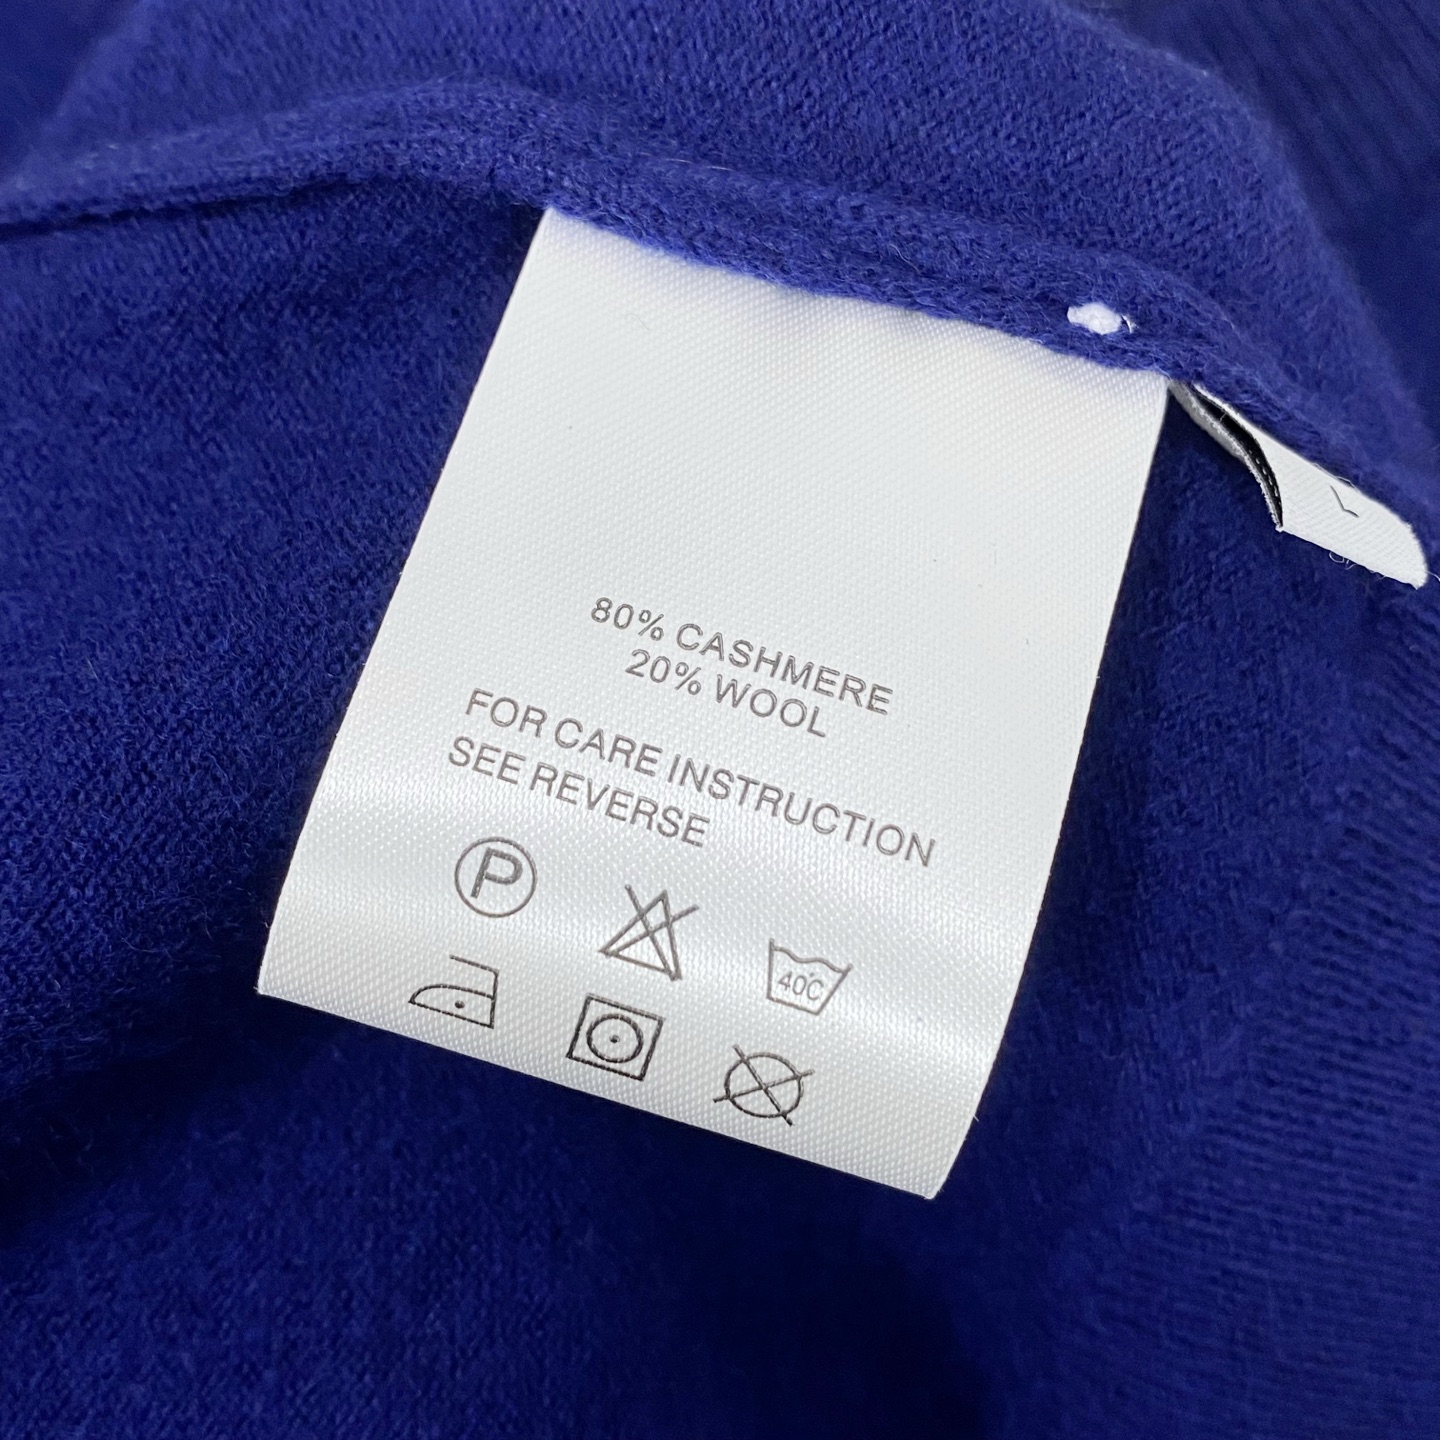 80% CASHMERE
20% WOOL
FOR CARE INSTRUCTION
SEE REVERSE
P
40°C